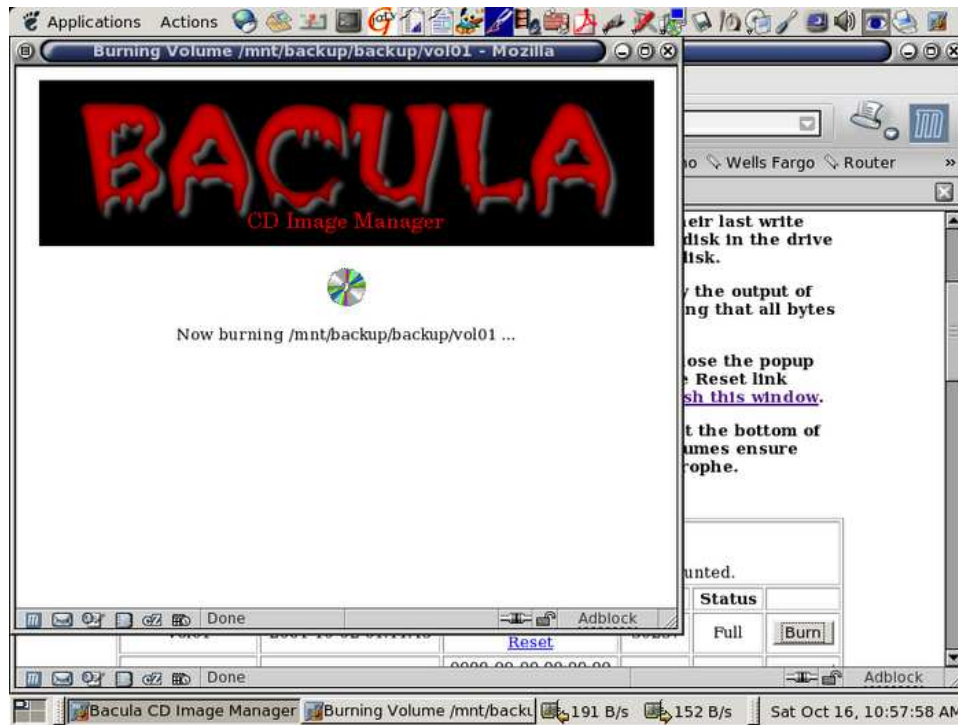 Applications Actions
Burning Volume /mnt/backup/backup/vol01 - Mozilla
BACULA
CD Image Manager
Now burning /mnt/backup/backup/vol01 ...
Wells Fargo Router »
eir last write
disk in the drive
disk.
the output of
ng that all bytes
ose the popup
Reset link
sh this window.
t the bottom of
umes ensure
rophe.
unted.
Status
Done Adblock
Reset Full Burn
Done Adblock
Bacula CD Image Manager Burning Volume /mnt/backu 191 B/s 152 B/s Sat Oct 16, 10:57:58 AM